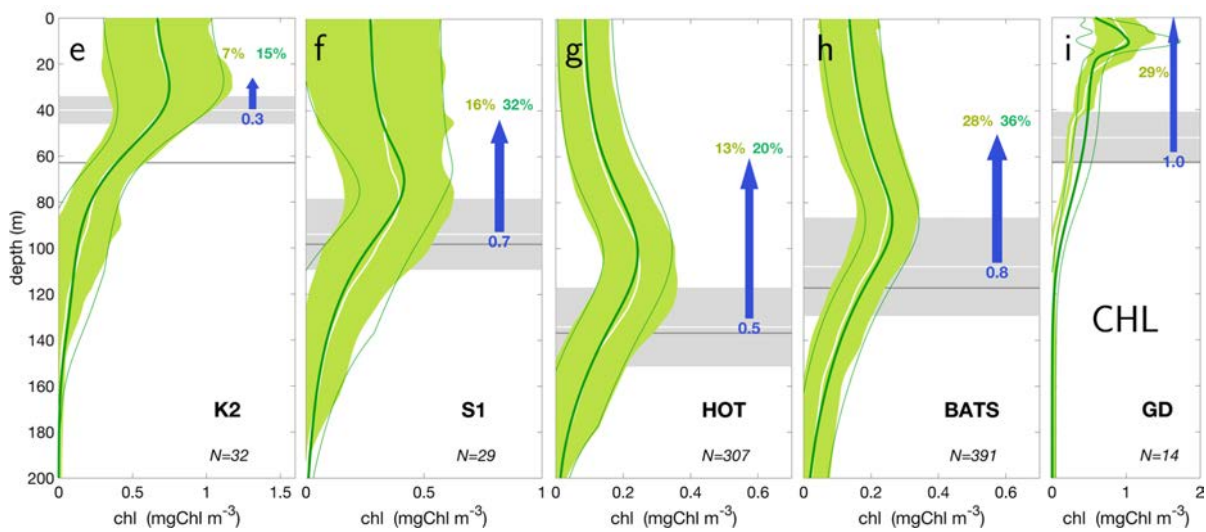 e
f
g
h
i
7% 15%
0.3
16% 32%
0.7
13% 20%
0.5
28% 36%
0.8
29%
1.0
CHL
K2
S1
HOT
BATS
GD
N=32
N=29
N=307
N=391
N=14
depth (m)
0
20
40
60
80
100
120
140
160
180
200
0 0.5 1 1.5
0 0.5 1
0 0.2 0.4 0.6
0 0.2 0.4 0.6
0 1 2
chl (mgChl m⁻³)
chl (mgChl m⁻³)
chl (mgChl m⁻³)
chl (mgChl m⁻³)
chl (mgChl m⁻³)